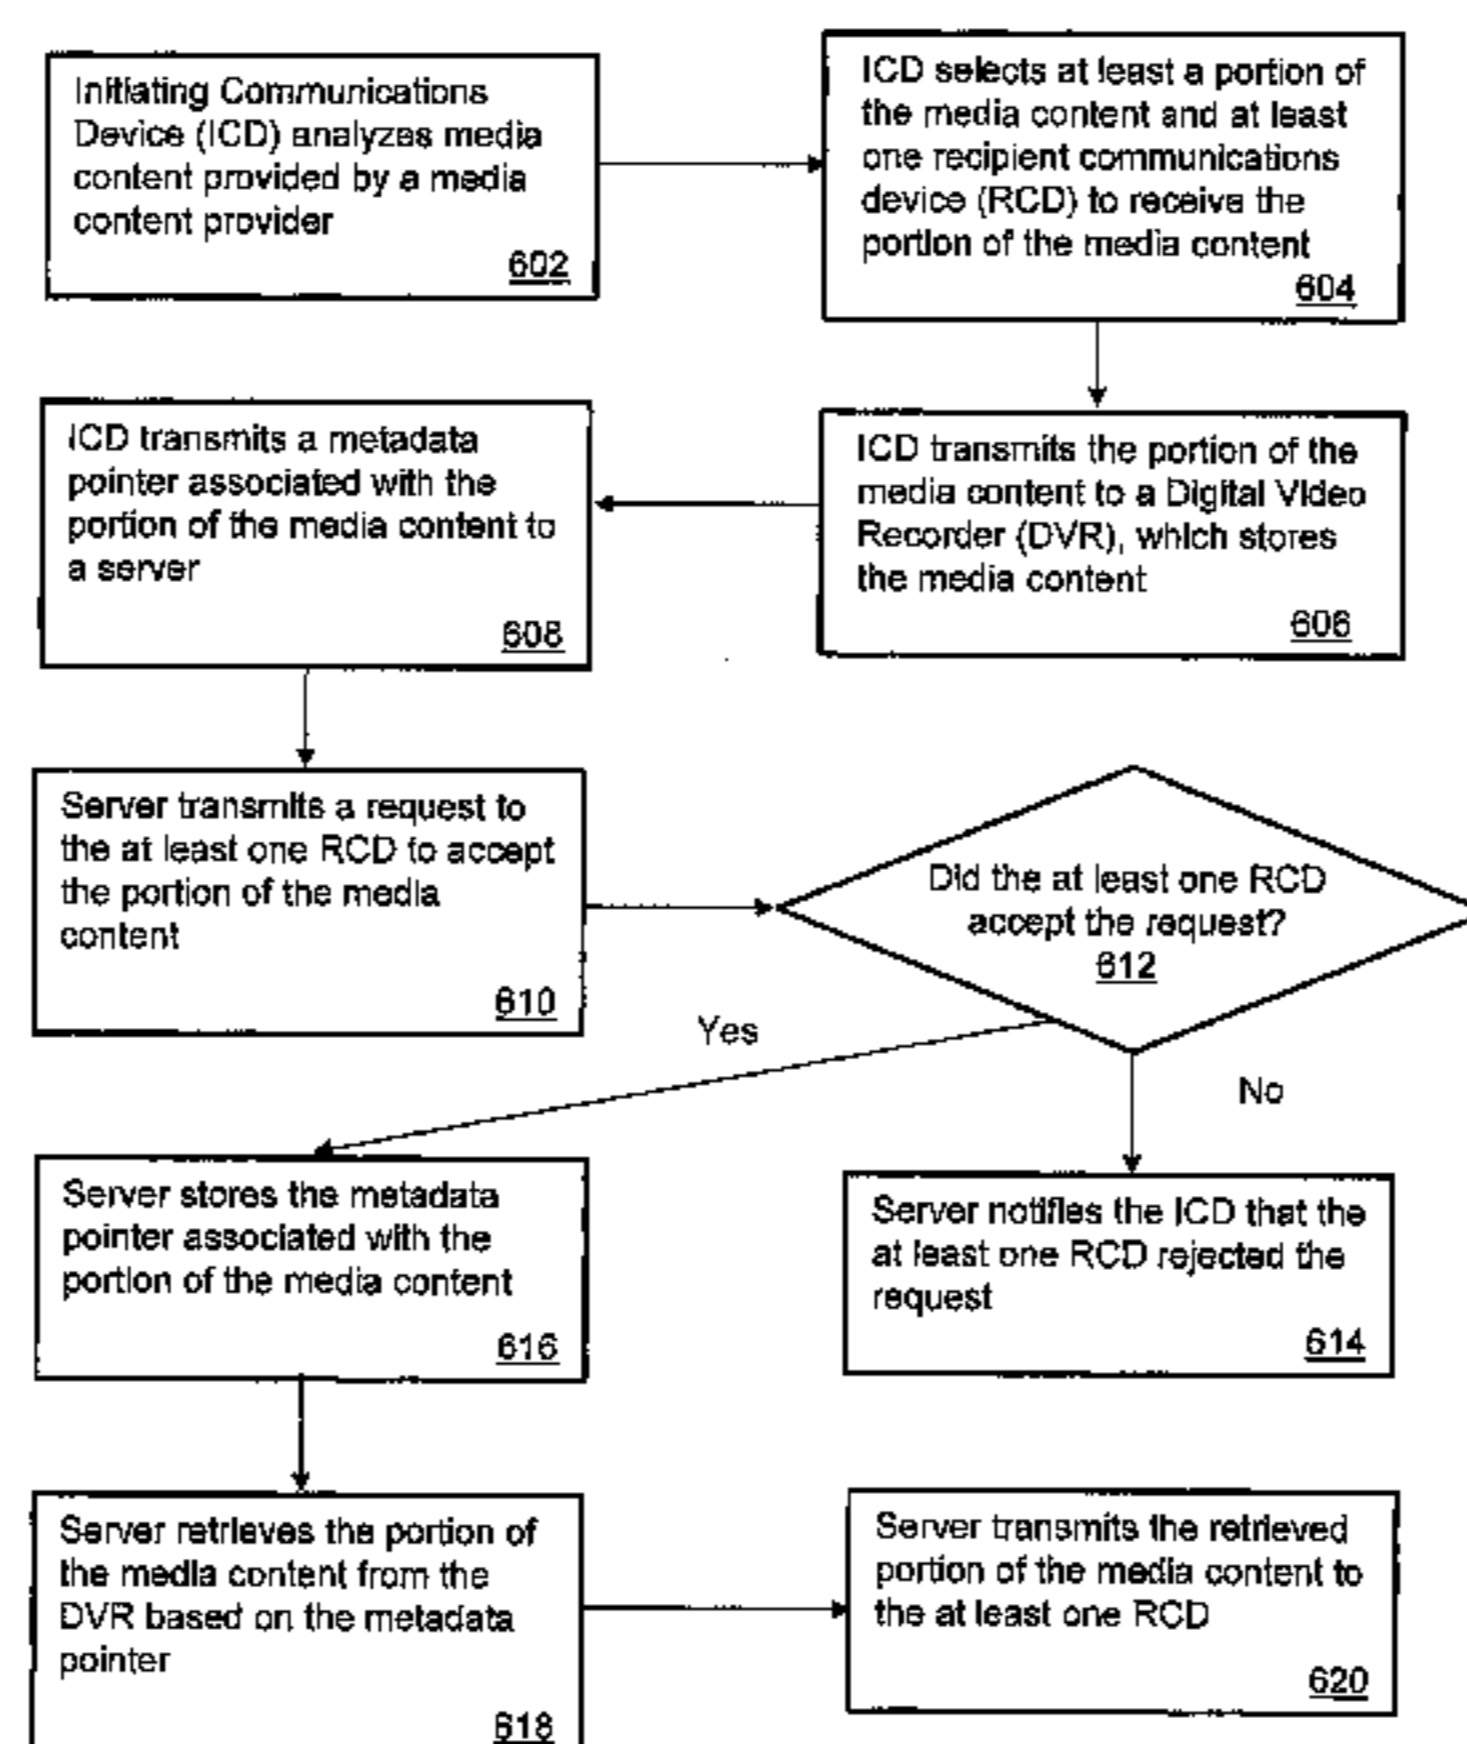 Initiating Communications
Device (ICD) analyzes media
content provided by a media
content provider
602
ICD selects at least a portion of
the media content and at least
one recipient communications
device (RCD) to receive the
portion of the media content
604
ICD transmits the portion of the
media content to a Digital Video
Recorder (DVR), which stores
the media content
606
ICD transmits a metadata
pointer associated with the
portion of the media content to
a server
608
Server transmits a request to
the at least one RCD to accept
the portion of the media
content
610
Did the at least one RCD
accept the request?
612
Yes
No
Server notifies the ICD that the
at least one RCD rejected the
request
614
Server stores the metadata
pointer associated with the
portion of the media content
616
Server retrieves the portion of
the media content from the
DVR based on the metadata
pointer
618
Server transmits the retrieved
portion of the media content to
the at least one RCD
620